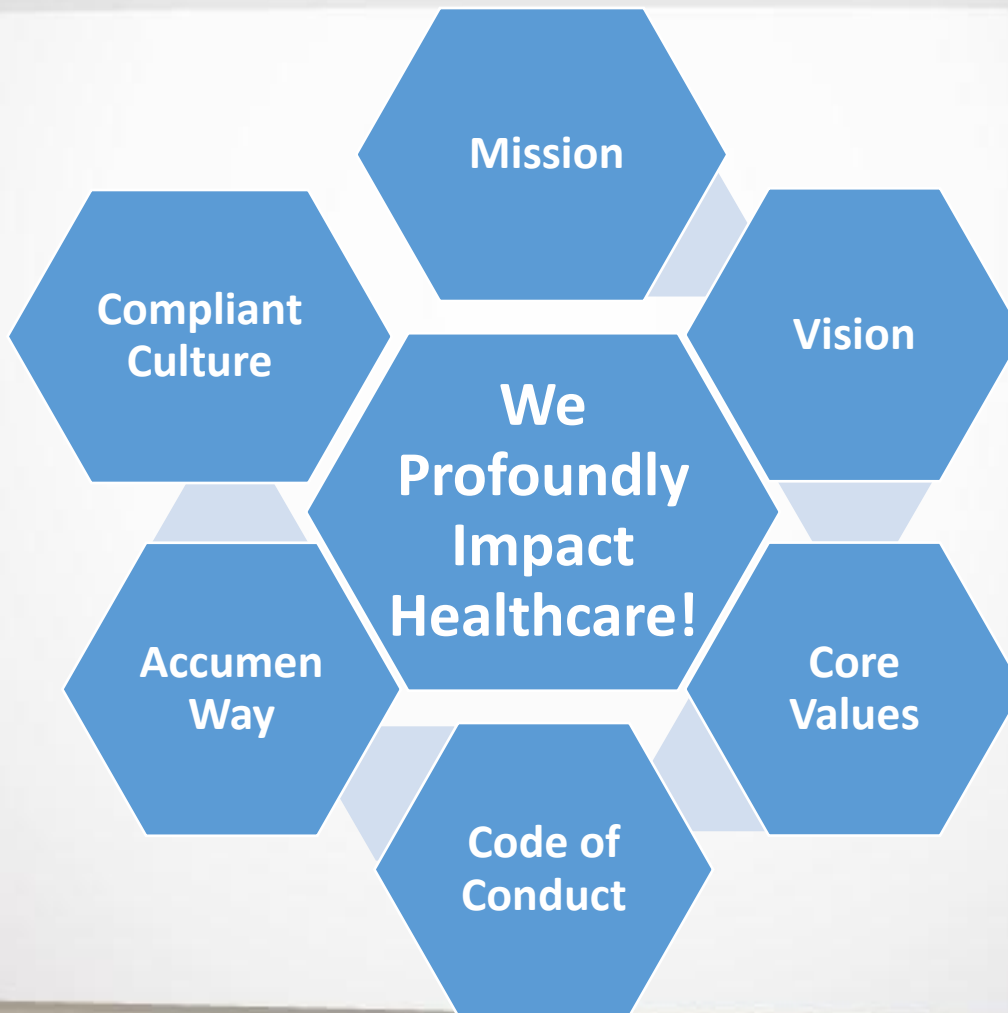 Mission
Vision
Compliant
Culture
We
Profoundly
Impact
Healthcare!
Accumen
Way
Core
Values
Code of
Conduct